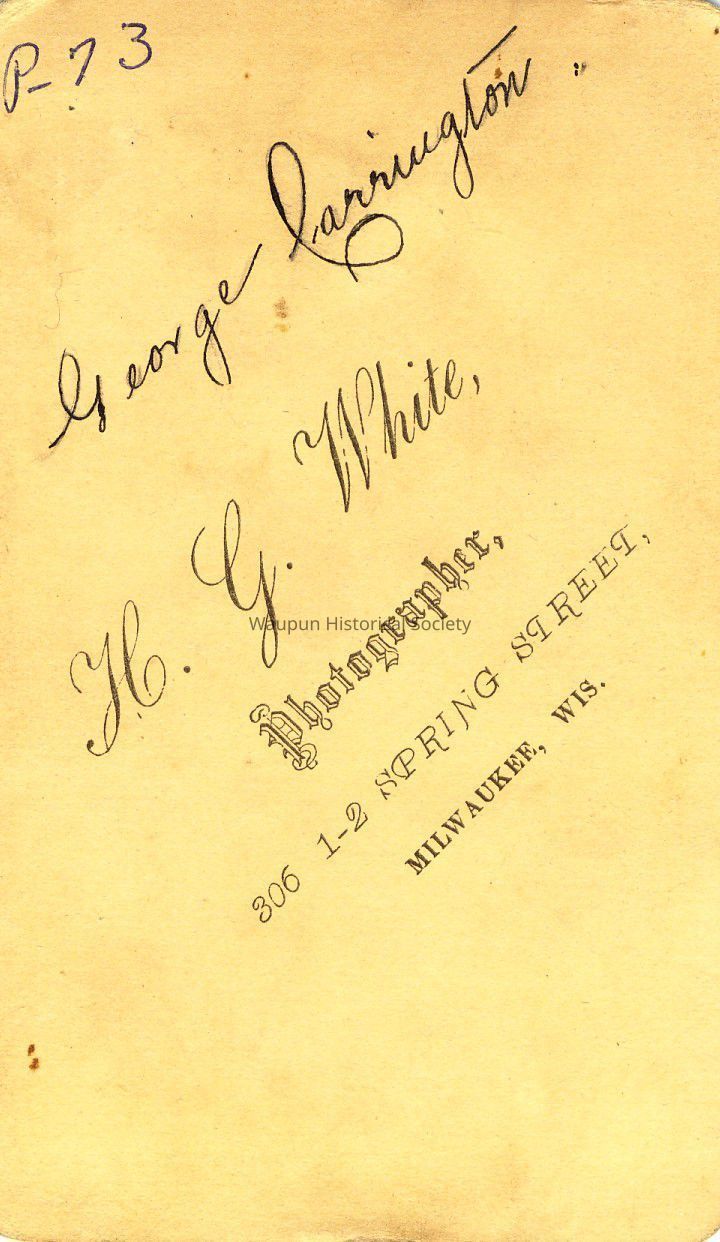 P-73
George Carrington
H. G. White,
Photographer,
306 1-2 SPRING STREET,
MILWAUKEE, WIS.
Waupun Historical Society